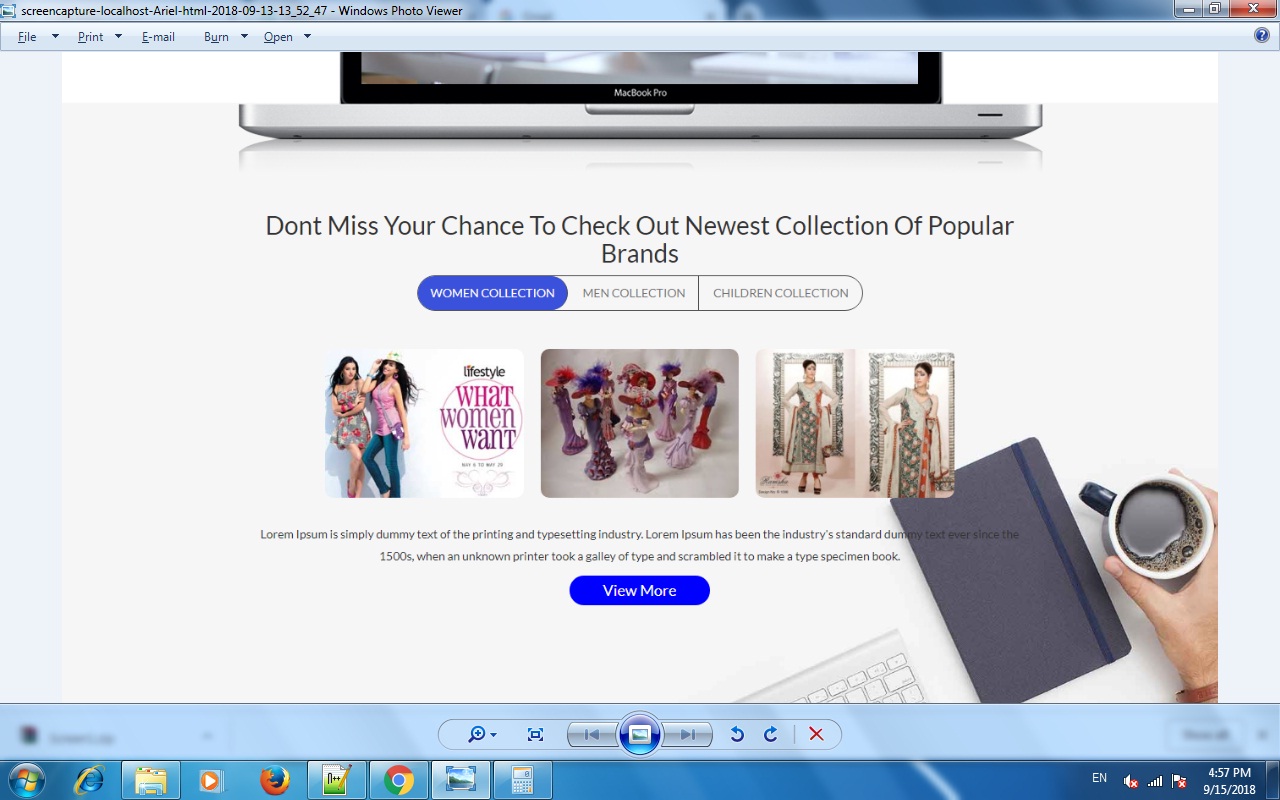 screencapture-localhost-Ariel-html-2018-09-13-13_52_47 - Windows Photo Viewer
File Print E-mail Burn Open
MacBook Pro
Dont Miss Your Chance To Check Out Newest Collection Of Popular
Brands
WOMEN COLLECTION MEN COLLECTION CHILDREN COLLECTION
lifestyle
WHAT
women
WANT
Lorem Ipsum is simply dummy text of the printing and typesetting industry. Lorem Ipsum has been the industry's standard dummy text ever since the
1500s, when an unknown printer took a galley of type and scrambled it to make a type specimen book.
View More
EN
4:57 PM
9/15/2018